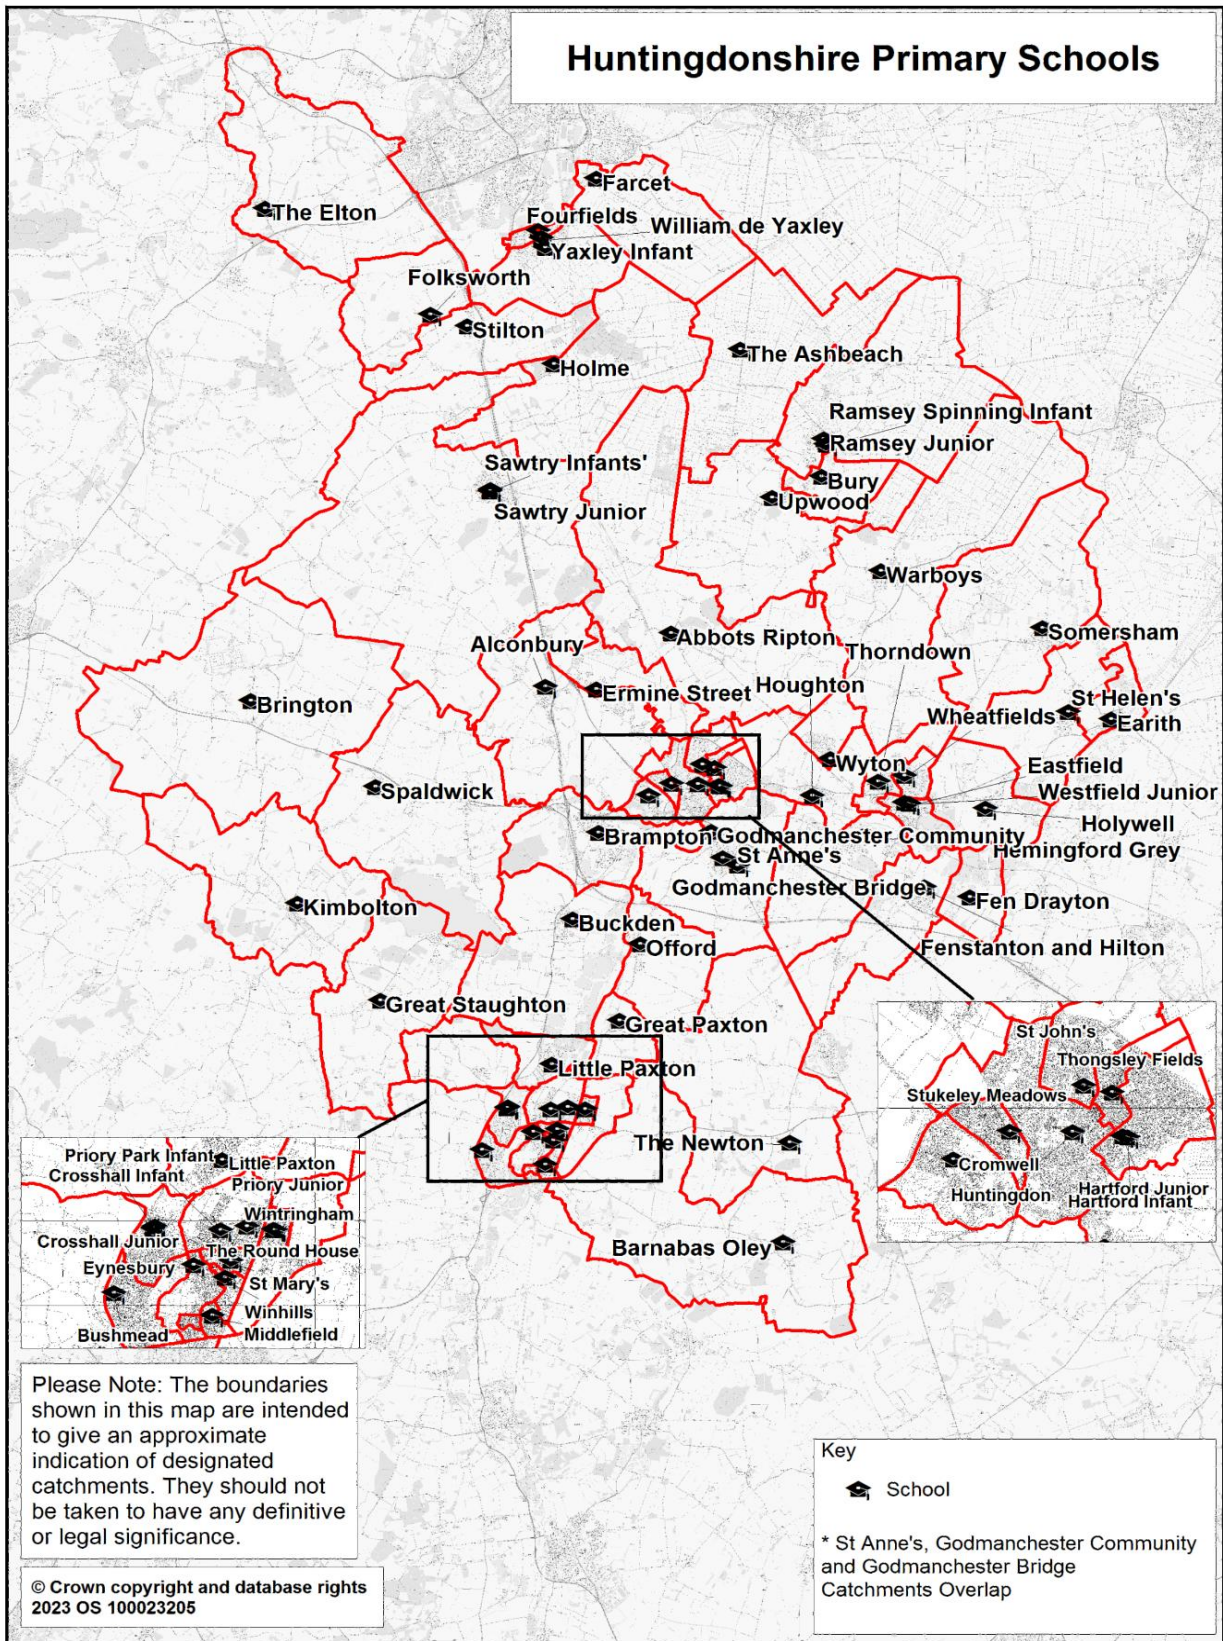 Huntingdonshire Primary Schools
Farcet
The Elton
Fourfields
William de Yaxley
Yaxley Infant
Folksworth
Stilton
The Ashbeach
Holme
Ramsey Spinning Infant
Ramsey Junior
Sawtry Infants'
Bury
Upwood
Sawtry Junior
Warboys
Somersham
Abbots Ripton
Alconbury
Thorndown
Houghton
Ermine Street
St Helen's
Brington
Wheatfields
Earith
Wyton
Eastfield
Spaldwick
Westfield Junior
Holywell
Brampton
Godmanchester Community
Hemingford Grey
St Anne's
Godmanchester Bridge
Kimbolton
Fen Drayton
Buckden
Offord
Fenstanton and Hilton
Great Staughton
Great Paxton
Little Paxton
The Newton
Barnabas Oley
St John's
Thongsley Fields
Stukeley Meadows
Cromwell
Huntingdon
Hartford Junior
Hartford Infant
Priory Park Infant
Little Paxton
Crosshall Infant
Priory Junior
Wintringham
Crosshall Junior
The Round House
Eynesbury
St Mary's
Winhills
Bushmead
Middlefield
Please Note: The boundaries
shown in this map are intended
to give an approximate
indication of designated
catchments. They should not
be taken to have any definitive
or legal significance.
© Crown copyright and database rights
2023 OS 100023205
Key
School
* St Anne's, Godmanchester Community
and Godmanchester Bridge
Catchments Overlap